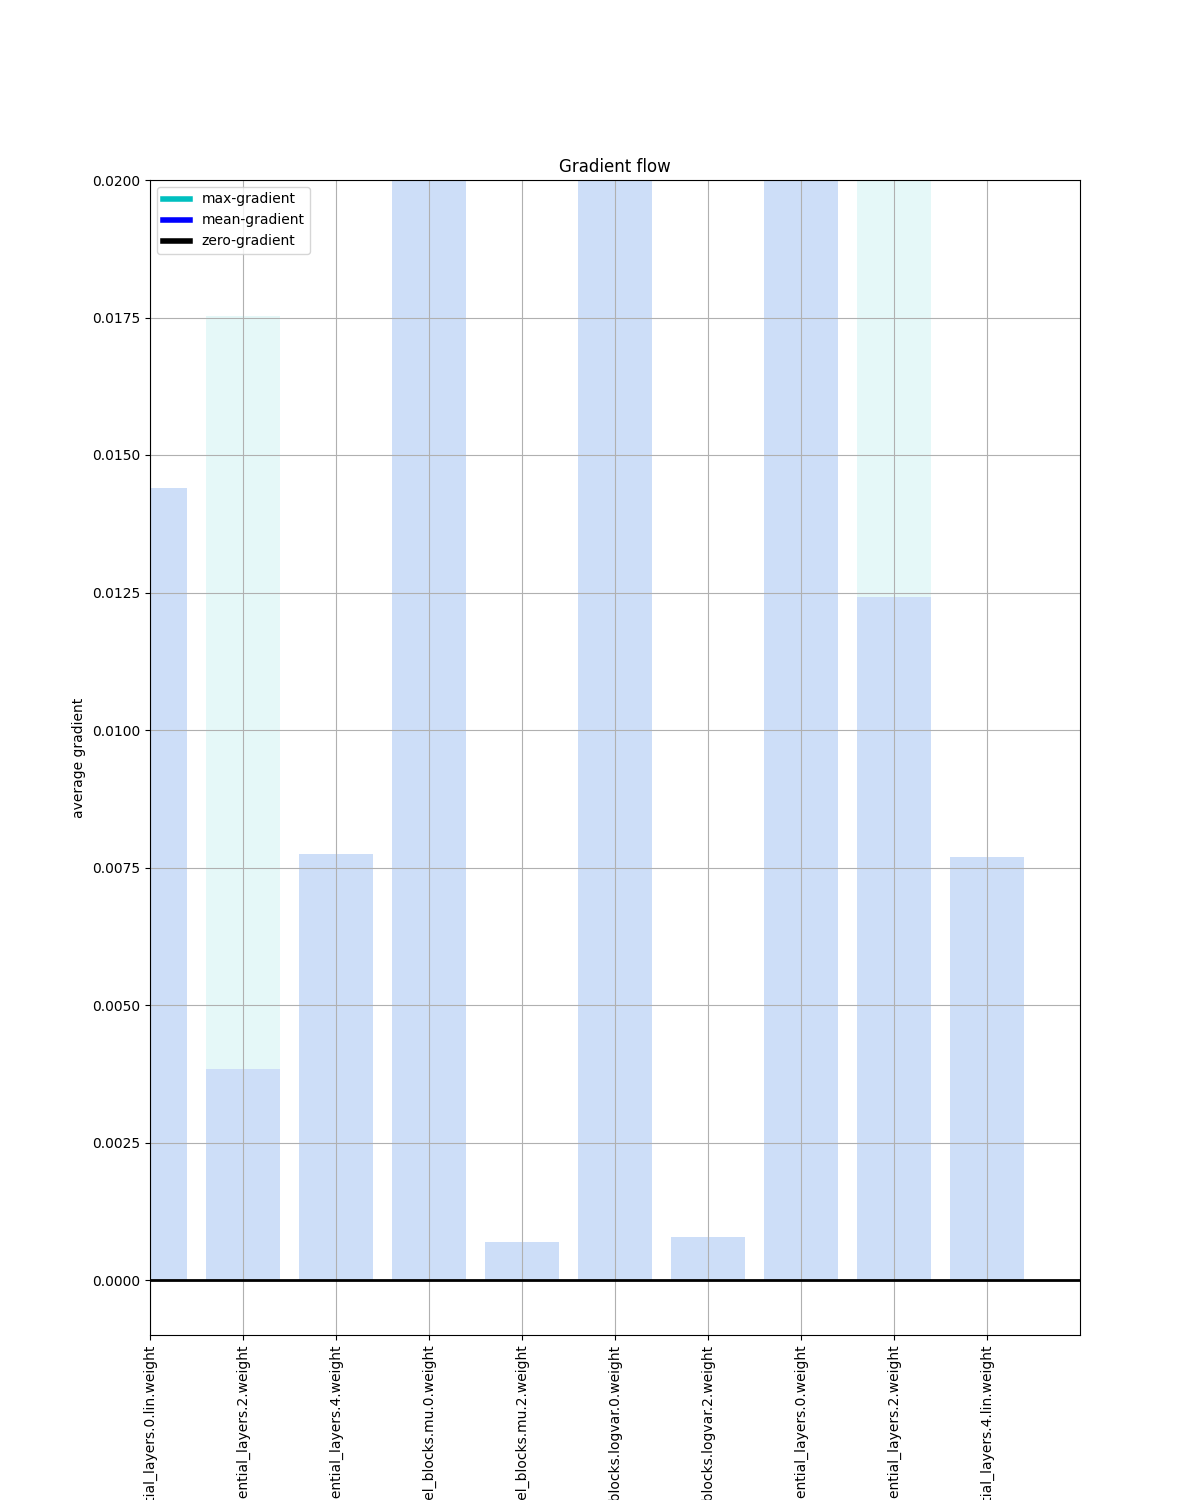 Gradient flow
max-gradient
mean-gradient
zero-gradient
0.0200
0.0175
0.0150
0.0125
0.0100
0.0075
0.0050
0.0025
0.0000
average gradient
tial_layers.0.lin.weight
ential_layers.2.weight
ential_layers.4.weight
el_blocks.mu.0.weight
el_blocks.mu.2.weight
blocks.logvar.0.weight
blocks.logvar.2.weight
ential_layers.0.weight
ential_layers.2.weight
tial_layers.4.lin.weight